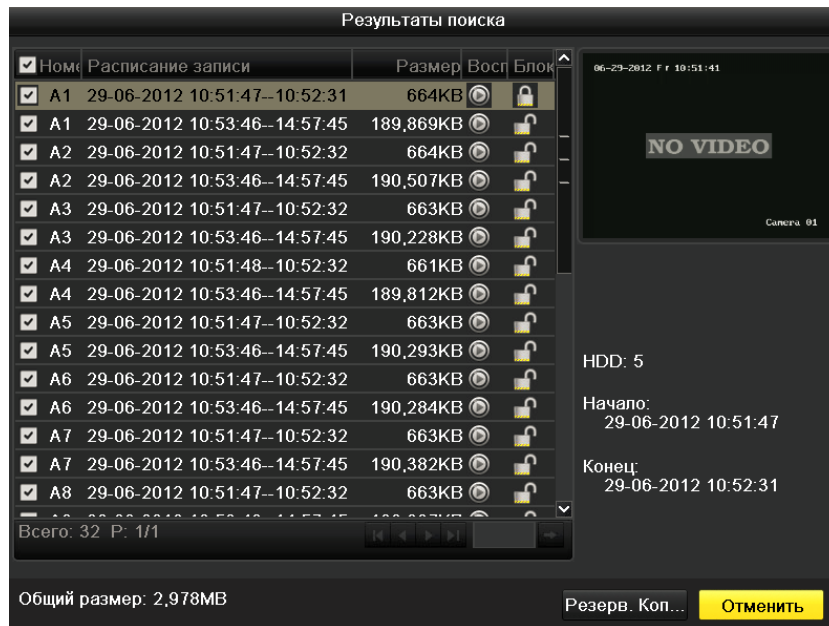 Результаты поиска
Номе Расписание записи Размер Восп Блок
A1 29-06-2012 10:51:47--10:52:31 664KB
A1 29-06-2012 10:53:46--14:57:45 189,869KB
A2 29-06-2012 10:51:47--10:52:32 664KB
A2 29-06-2012 10:53:46--14:57:45 190,507KB
A3 29-06-2012 10:51:47--10:52:32 663KB
A3 29-06-2012 10:53:46--14:57:45 190,228KB
A4 29-06-2012 10:51:48--10:52:32 661KB
A4 29-06-2012 10:53:46--14:57:45 189,812KB
A5 29-06-2012 10:51:47--10:52:32 663KB
A5 29-06-2012 10:53:46--14:57:45 190,293KB
A6 29-06-2012 10:51:47--10:52:32 663KB
A6 29-06-2012 10:53:46--14:57:45 190,284KB
A7 29-06-2012 10:51:47--10:52:32 663KB
A7 29-06-2012 10:53:46--14:57:45 190,382KB
A8 29-06-2012 10:51:47--10:52:32 663KB
Всего: 32 P: 1/1
06-29-2012 Fr 10:51:41
NO VIDEO
Camera 01
HDD: 5
Начало:
29-06-2012 10:51:47
Конец:
29-06-2012 10:52:31
Общий размер: 2,978MB
Резерв. Коп...
Отменить